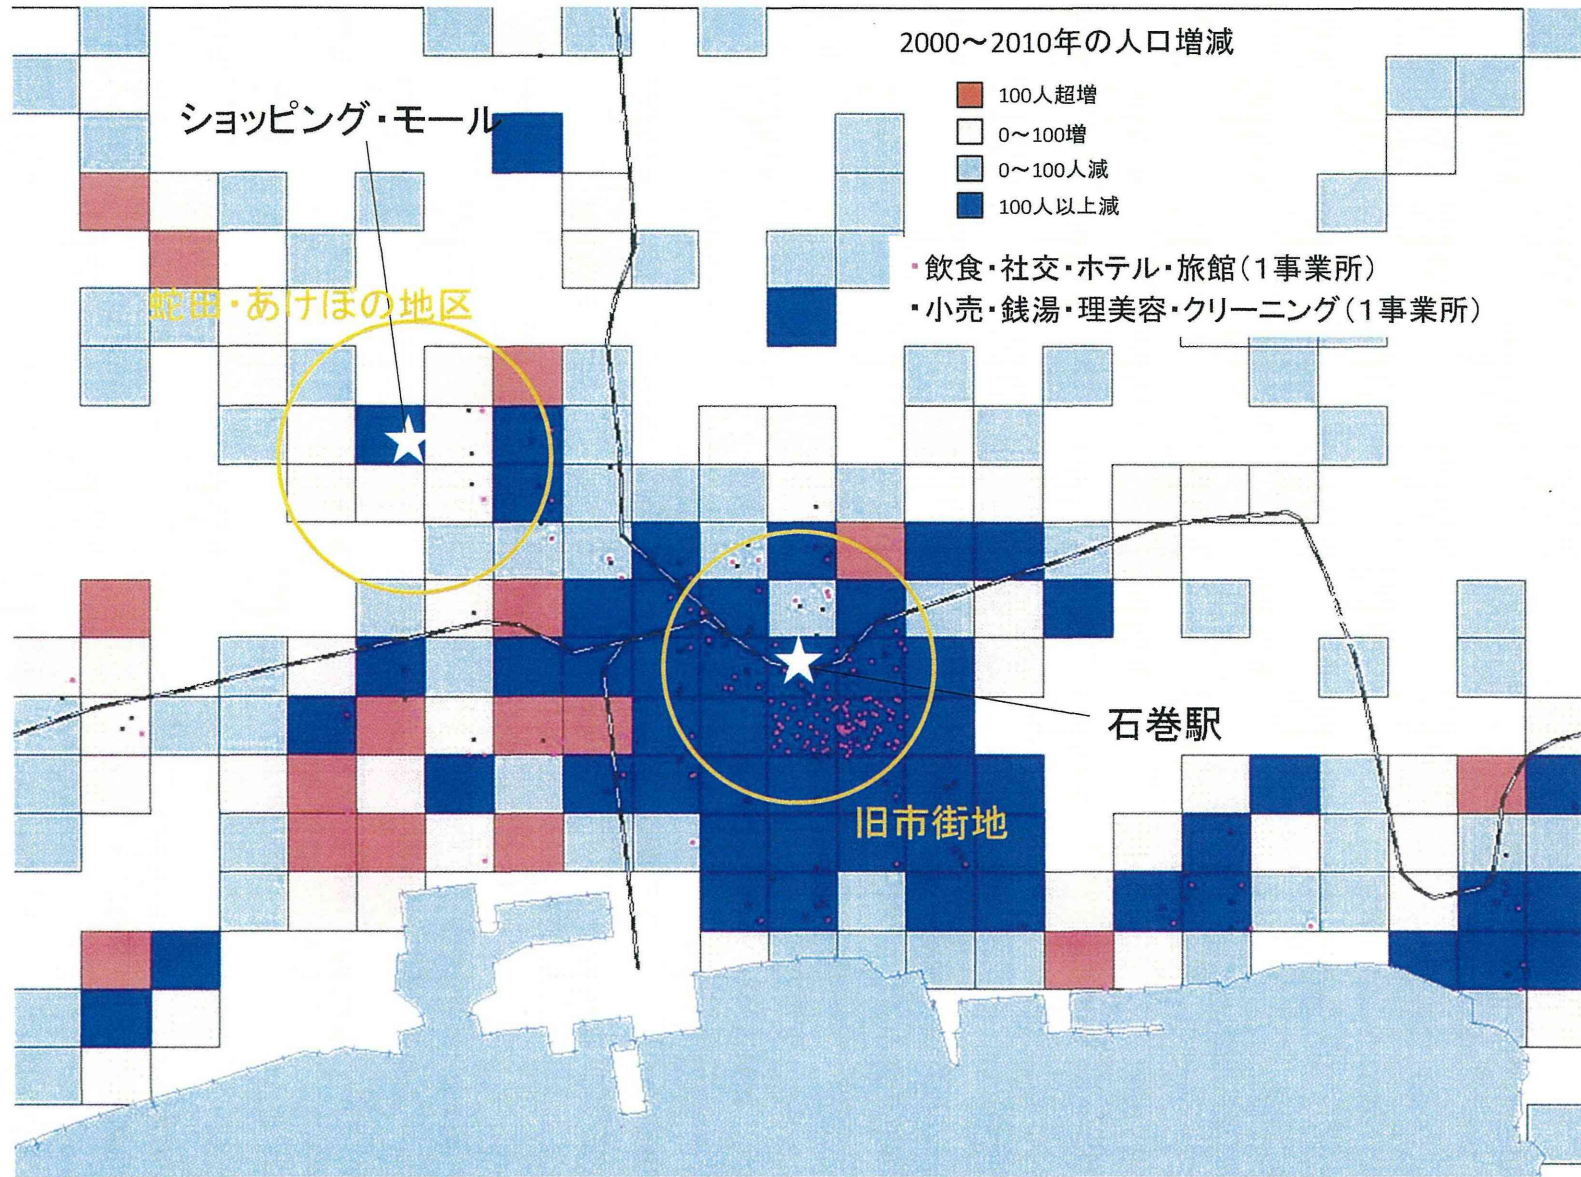 2000～2010年の人口増減
100人超増
0～100増
0～100人減
100人以上減
・飲食・社交・ホテル・旅館(1事業所)
・小売・銭湯・理美容・クリーニング(1事業所)
ショッピング・モール
蛇田・あけぼの地区
石巻駅
旧市街地